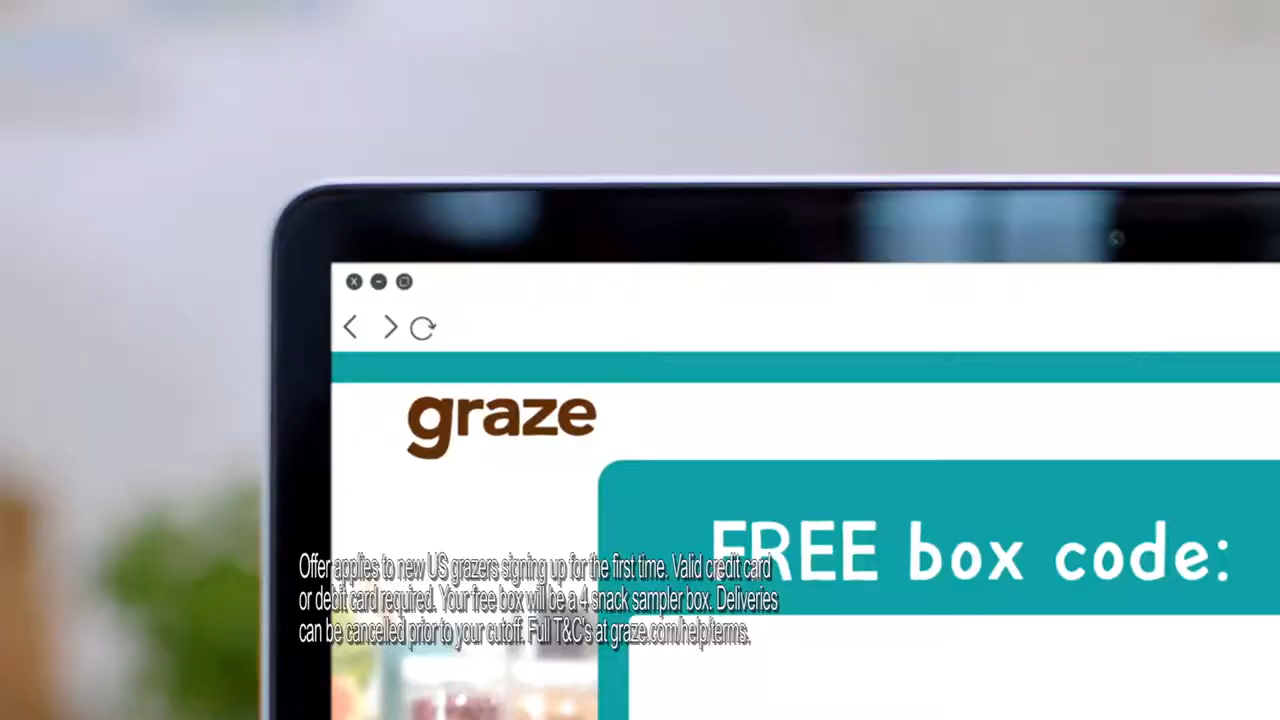 graze
FREE box code:
Offer applies to new US grazers signing up for the first time. Valid credit card
or debit card required. Your free box will be a 4 snack sampler box. Deliveries
can be cancelled prior to your cutoff. Full T&C's at graze.com/help/terms.